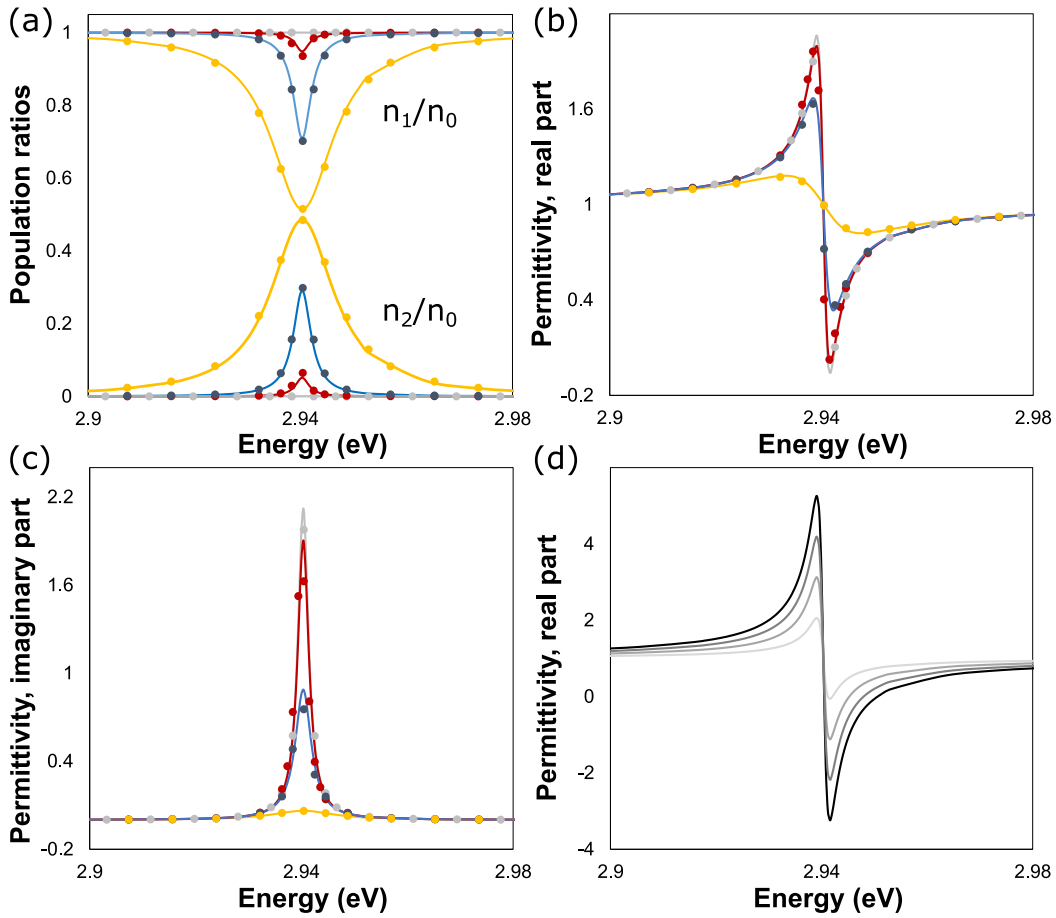 (a)
Population ratios
1
0.8
0.6
0.4
0.2
0
n₁/n₀
n₂/n₀
2.9
2.94
2.98
Energy (eV)
(b)
Permittivity, real part
1.6
1
0.4
-0.2
2.9
2.94
2.98
Energy (eV)
(c)
Permittivity, imaginary part
2.2
1.6
1
0.4
-0.2
2.9
2.94
2.98
Energy (eV)
(d)
Permittivity, real part
4
2
0
-2
-4
2.9
2.94
2.98
Energy (eV)